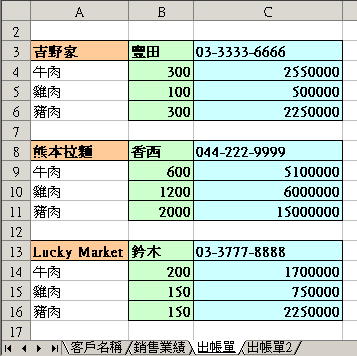 A B C
2
3 吉野家 豐田 03-3333-6666
4 牛肉 300 2550000
5 雞肉 100 500000
6 豬肉 300 2250000
7
8 熊本拉麵 香西 044-222-9999
9 牛肉 600 5100000
10 雞肉 1200 6000000
11 豬肉 2000 15000000
12
13 Lucky Market 鈴木 03-3777-8888
14 牛肉 200 1700000
15 雞肉 150 750000
16 豬肉 150 2250000
17
客戶名稱 銷售業績 出帳單 出帳單2